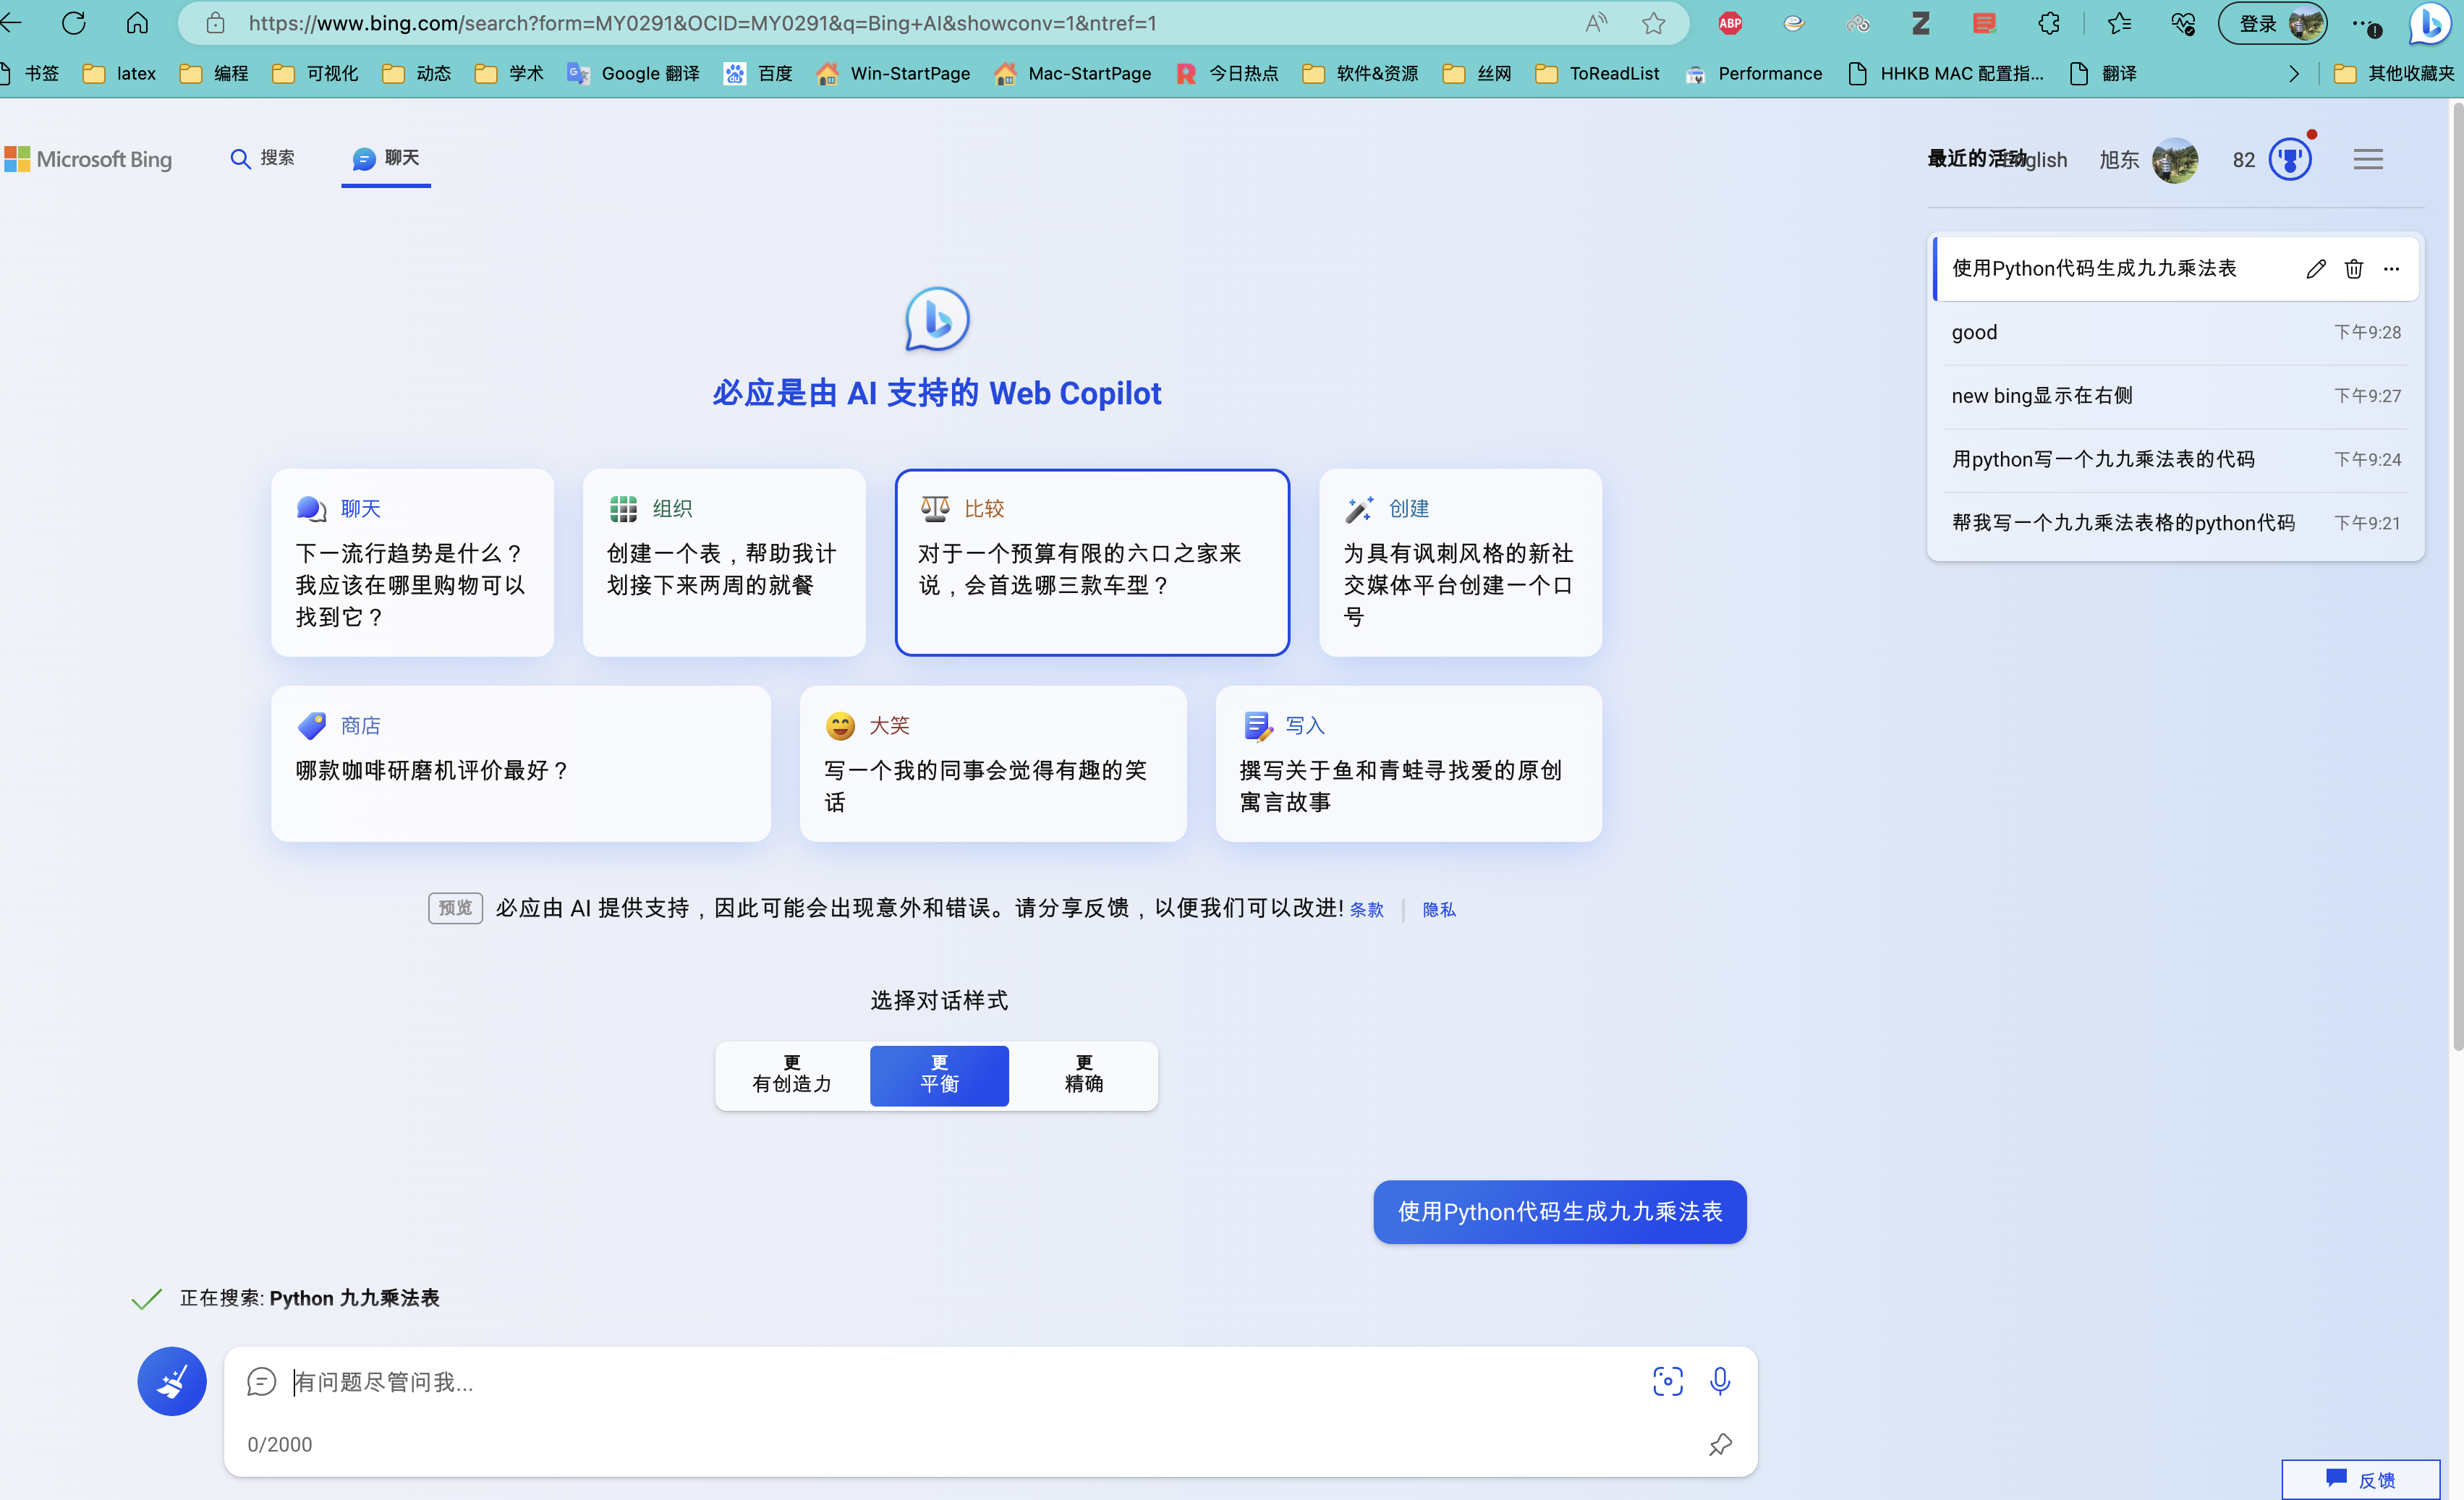 https://www.bing.com/search?form=MY0291&OCID=MY0291&q=Bing+AI&showconv=1&ntref=1
ABP
登录
书签 latex 编程 可视化 动态 学术 Google 翻译 百度 Win-StartPage Mac-StartPage 今日热点 软件&资源 丝网 ToReadList Performance HHKB MAC 配置指... 翻译 其他收藏夹
Microsoft Bing
搜索
聊天
最近的活动
English
旭东
82
使用Python代码生成九九乘法表
good 下午9:28
new bing显示在右侧 下午9:27
用python写一个九九乘法表的代码 下午9:24
帮我写一个九九乘法表格的python代码 下午9:21
必应是由 AI 支持的 Web Copilot
聊天
下一流行趋势是什么？
我应该在哪里购物可以
找到它？
组织
创建一个表，帮助我计
划接下来两周的就餐
比较
对于一个预算有限的六口之家来
说，会首选哪三款车型？
创建
为具有讽刺风格的新社
交媒体平台创建一个口
号
商店
哪款咖啡研磨机评价最好？
大笑
写一个我的同事会觉得有趣的笑
话
写入
撰写关于鱼和青蛙寻找爱的原创
寓言故事
预览 必应由 AI 提供支持，因此可能会出现意外和错误。请分享反馈，以便我们可以改进! 条款 | 隐私
选择对话样式
更
有创造力
更
平衡
更
精确
使用Python代码生成九九乘法表
正在搜索: Python 九九乘法表
有问题尽管问我...
0/2000
反馈